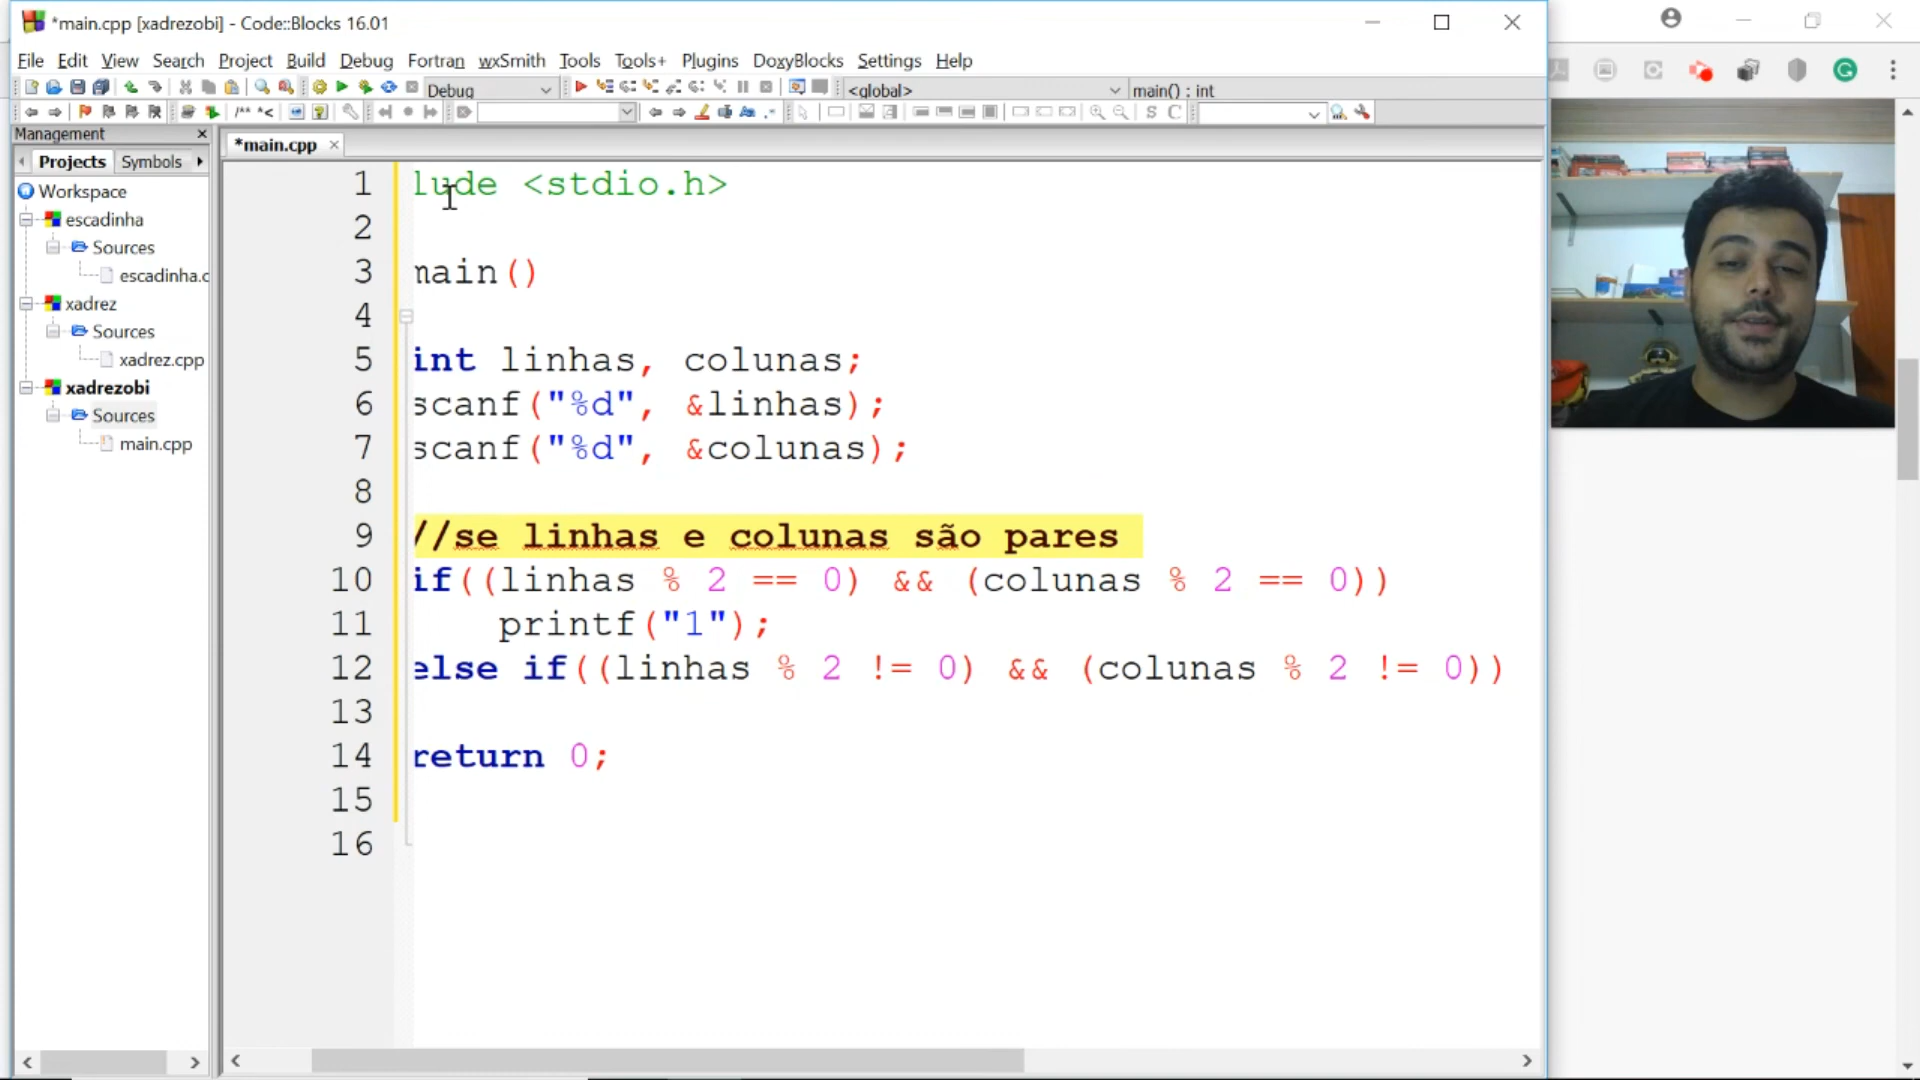 *main.cpp [xadrezobi] - Code::Blocks 16.01
File Edit View Search Project Build Debug Fortran wxSmith Tools Tools+ Plugins DoxyBlocks Settings Help
Debug <global> main() : int
/** *< S C
Management
Projects Symbols
*main.cpp
Workspace
escadinha
Sources
escadinha.c
xadrez
Sources
xadrez.cpp
xadrezobi
Sources
main.cpp
1 lude <stdio.h>
2
3 main()
4
5 int linhas, colunas;
6 scanf("%d", &linhas);
7 scanf("%d", &colunas);
8
9 //se linhas e colunas são pares
10 if((linhas % 2 == 0) && (colunas % 2 == 0))
11 printf("1");
12 else if((linhas % 2 != 0) && (colunas % 2 != 0))
13
14 return 0;
15
16